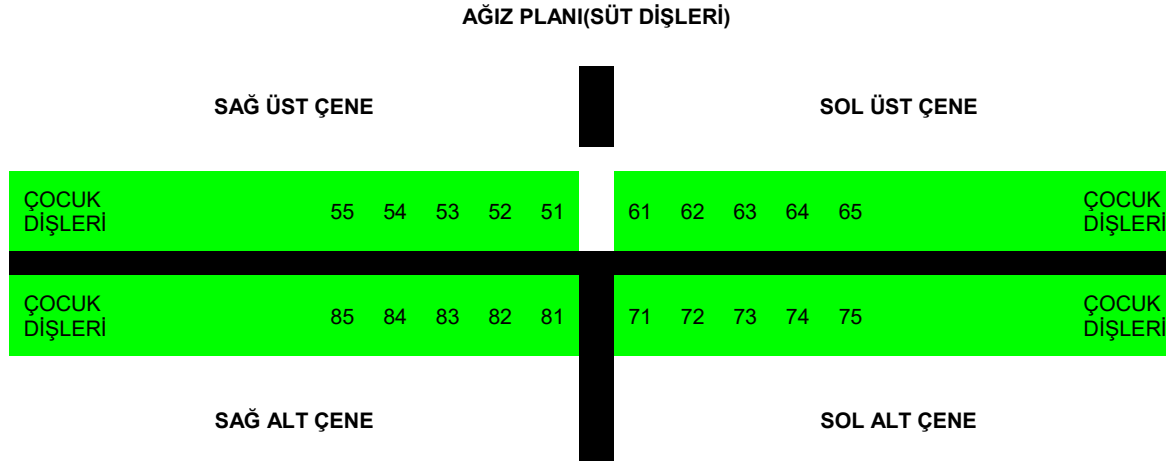 AĞIZ PLANI(SÜT DİŞLERİ)
SAĞ ÜST ÇENE SOL ÜST ÇENE
ÇOCUK DİŞLERİ 55 54 53 52 51 61 62 63 64 65 ÇOCUK DİŞLERİ
ÇOCUK DİŞLERİ 85 84 83 82 81 71 72 73 74 75 ÇOCUK DİŞLERİ
SAĞ ALT ÇENE SOL ALT ÇENE